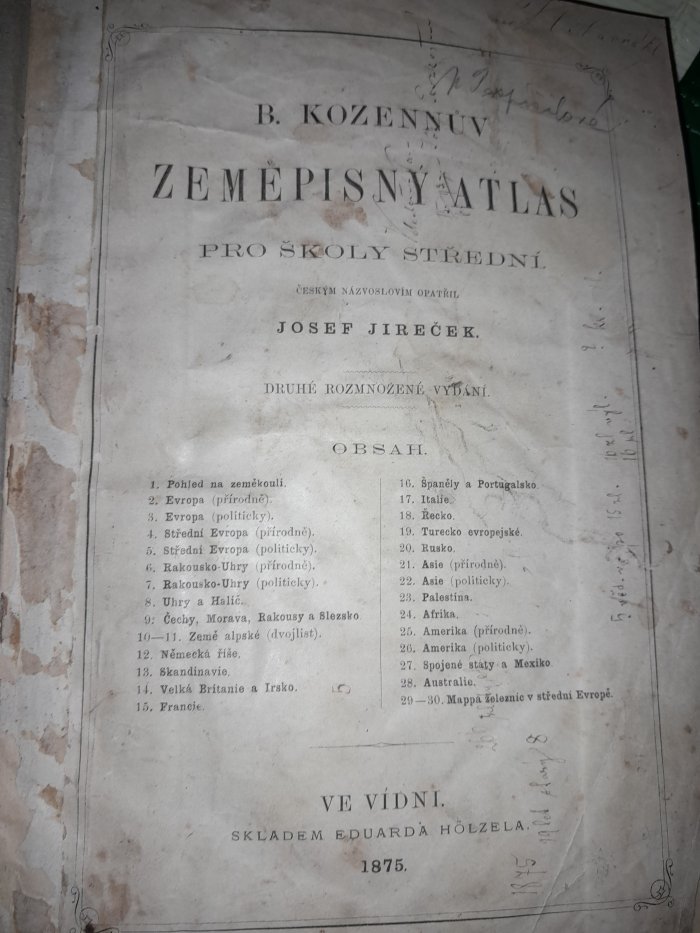 B. KOZENNŮV
ZEMĚPISNÝ ATLAS
PRO ŠKOLY STŘEDNÍ.
ČESKÝM NÁZVOSLOVÍM OPATŘIL
JOSEF JIREČEK.
DRUHÉ ROZMNOŽENÉ VYDÁNÍ.
OBSAH.
1. Pohled na zeměkouli.
2. Evropa (přírodně).
3. Evropa (politicky).
4. Střední Evropa (přírodně).
5. Střední Evropa (politicky).
6. Rakousko-Uhry (přírodně).
7. Rakousko-Uhry (politicky).
8. Uhry a Halič.
9. Čechy, Morava, Rakousy a Slezsko.
10—11. Země alpské (dvojlist).
12. Německá říše.
13. Skandinavie.
14. Velká Britanie a Irsko.
15. Francie.
16. Španěly a Portugalsko.
17. Italie.
18. Řecko.
19. Turecko evropejské.
20. Rusko.
21. Asie (přírodně).
22. Asie (politicky).
23. Palestina.
24. Afrika.
25. Amerika (přírodně).
26. Amerika (politicky).
27. Spojené státy a Mexiko.
28. Australie.
29—30. Mappa železnic v střední Evropě.
VE VÍDNI.
SKLADEM EDUARDA HÖLZELA.
1875.
1875